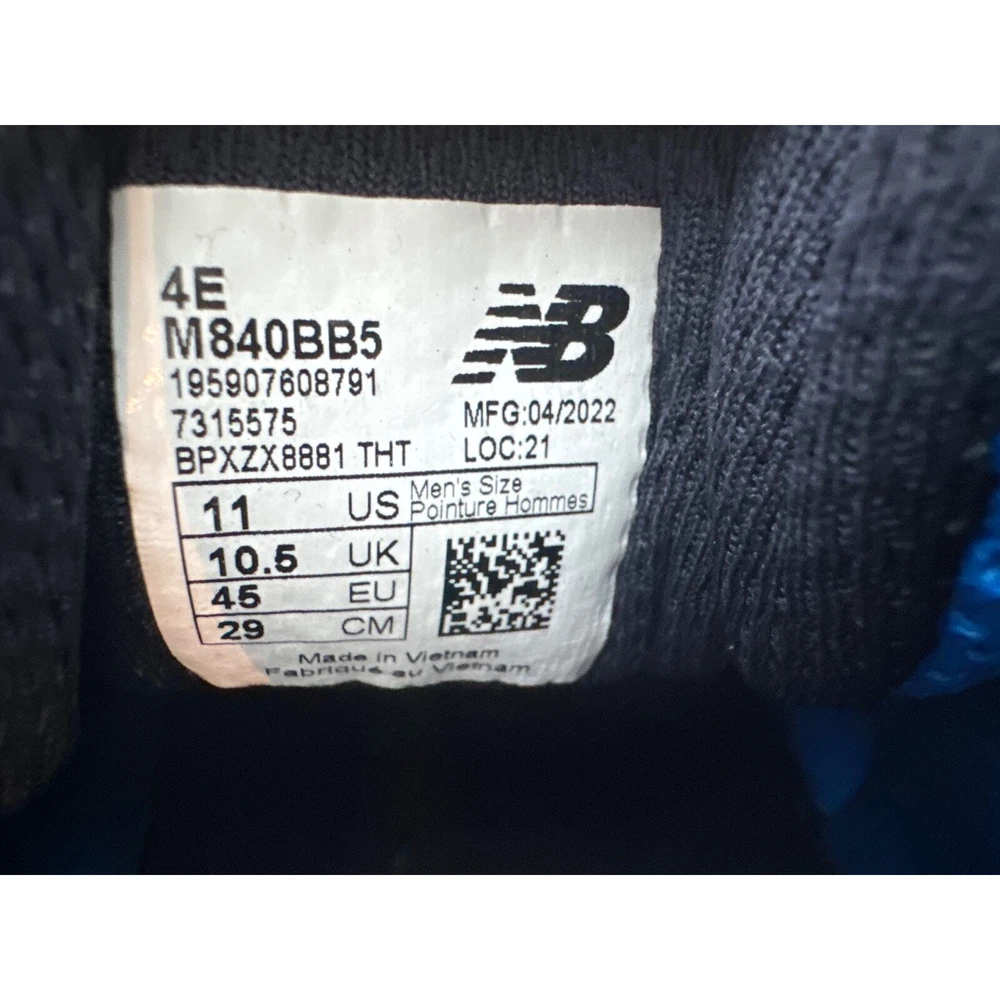 4E
M840BB5
195907608791
7315575
BPXZX8881 THT
NB
MFG:04/2022
LOC:21
11 US Men's Size
Pointure Hommes
10.5 UK
45 EU
29 CM
Made in Vietnam
Fabriqué au Vietnam